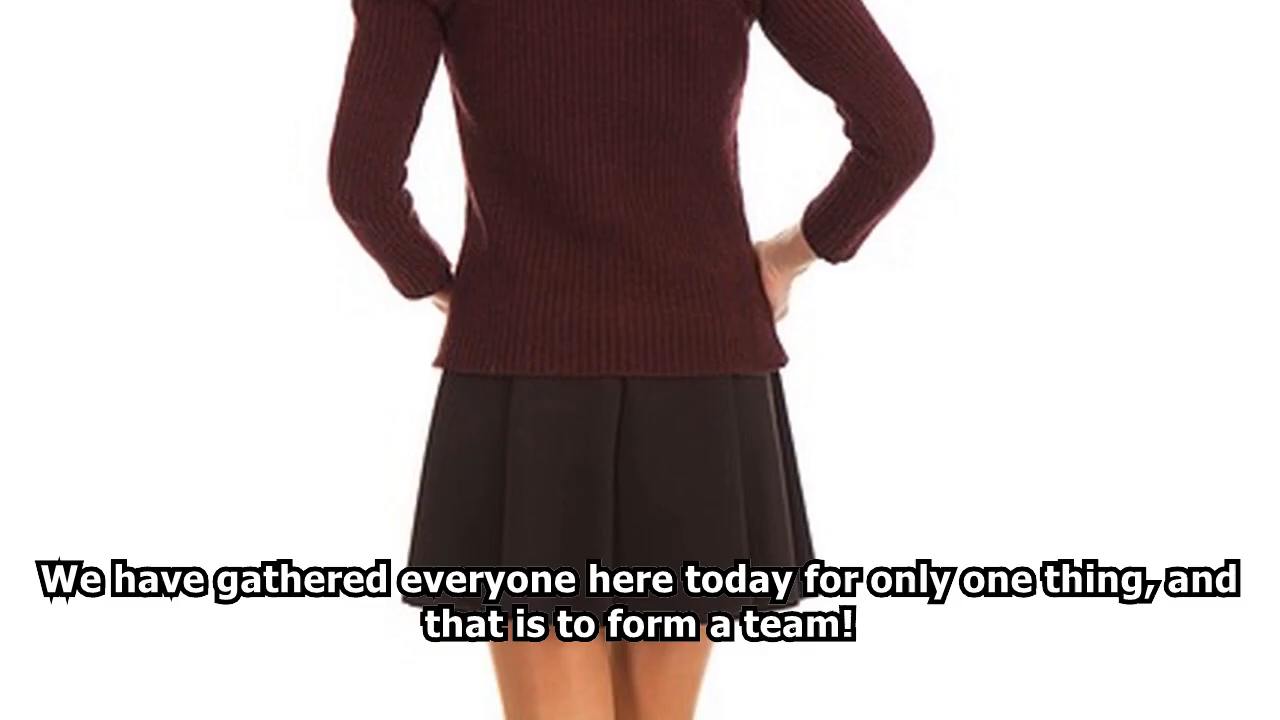 We have gathered everyone here today for only one thing, and
that is to form a team!